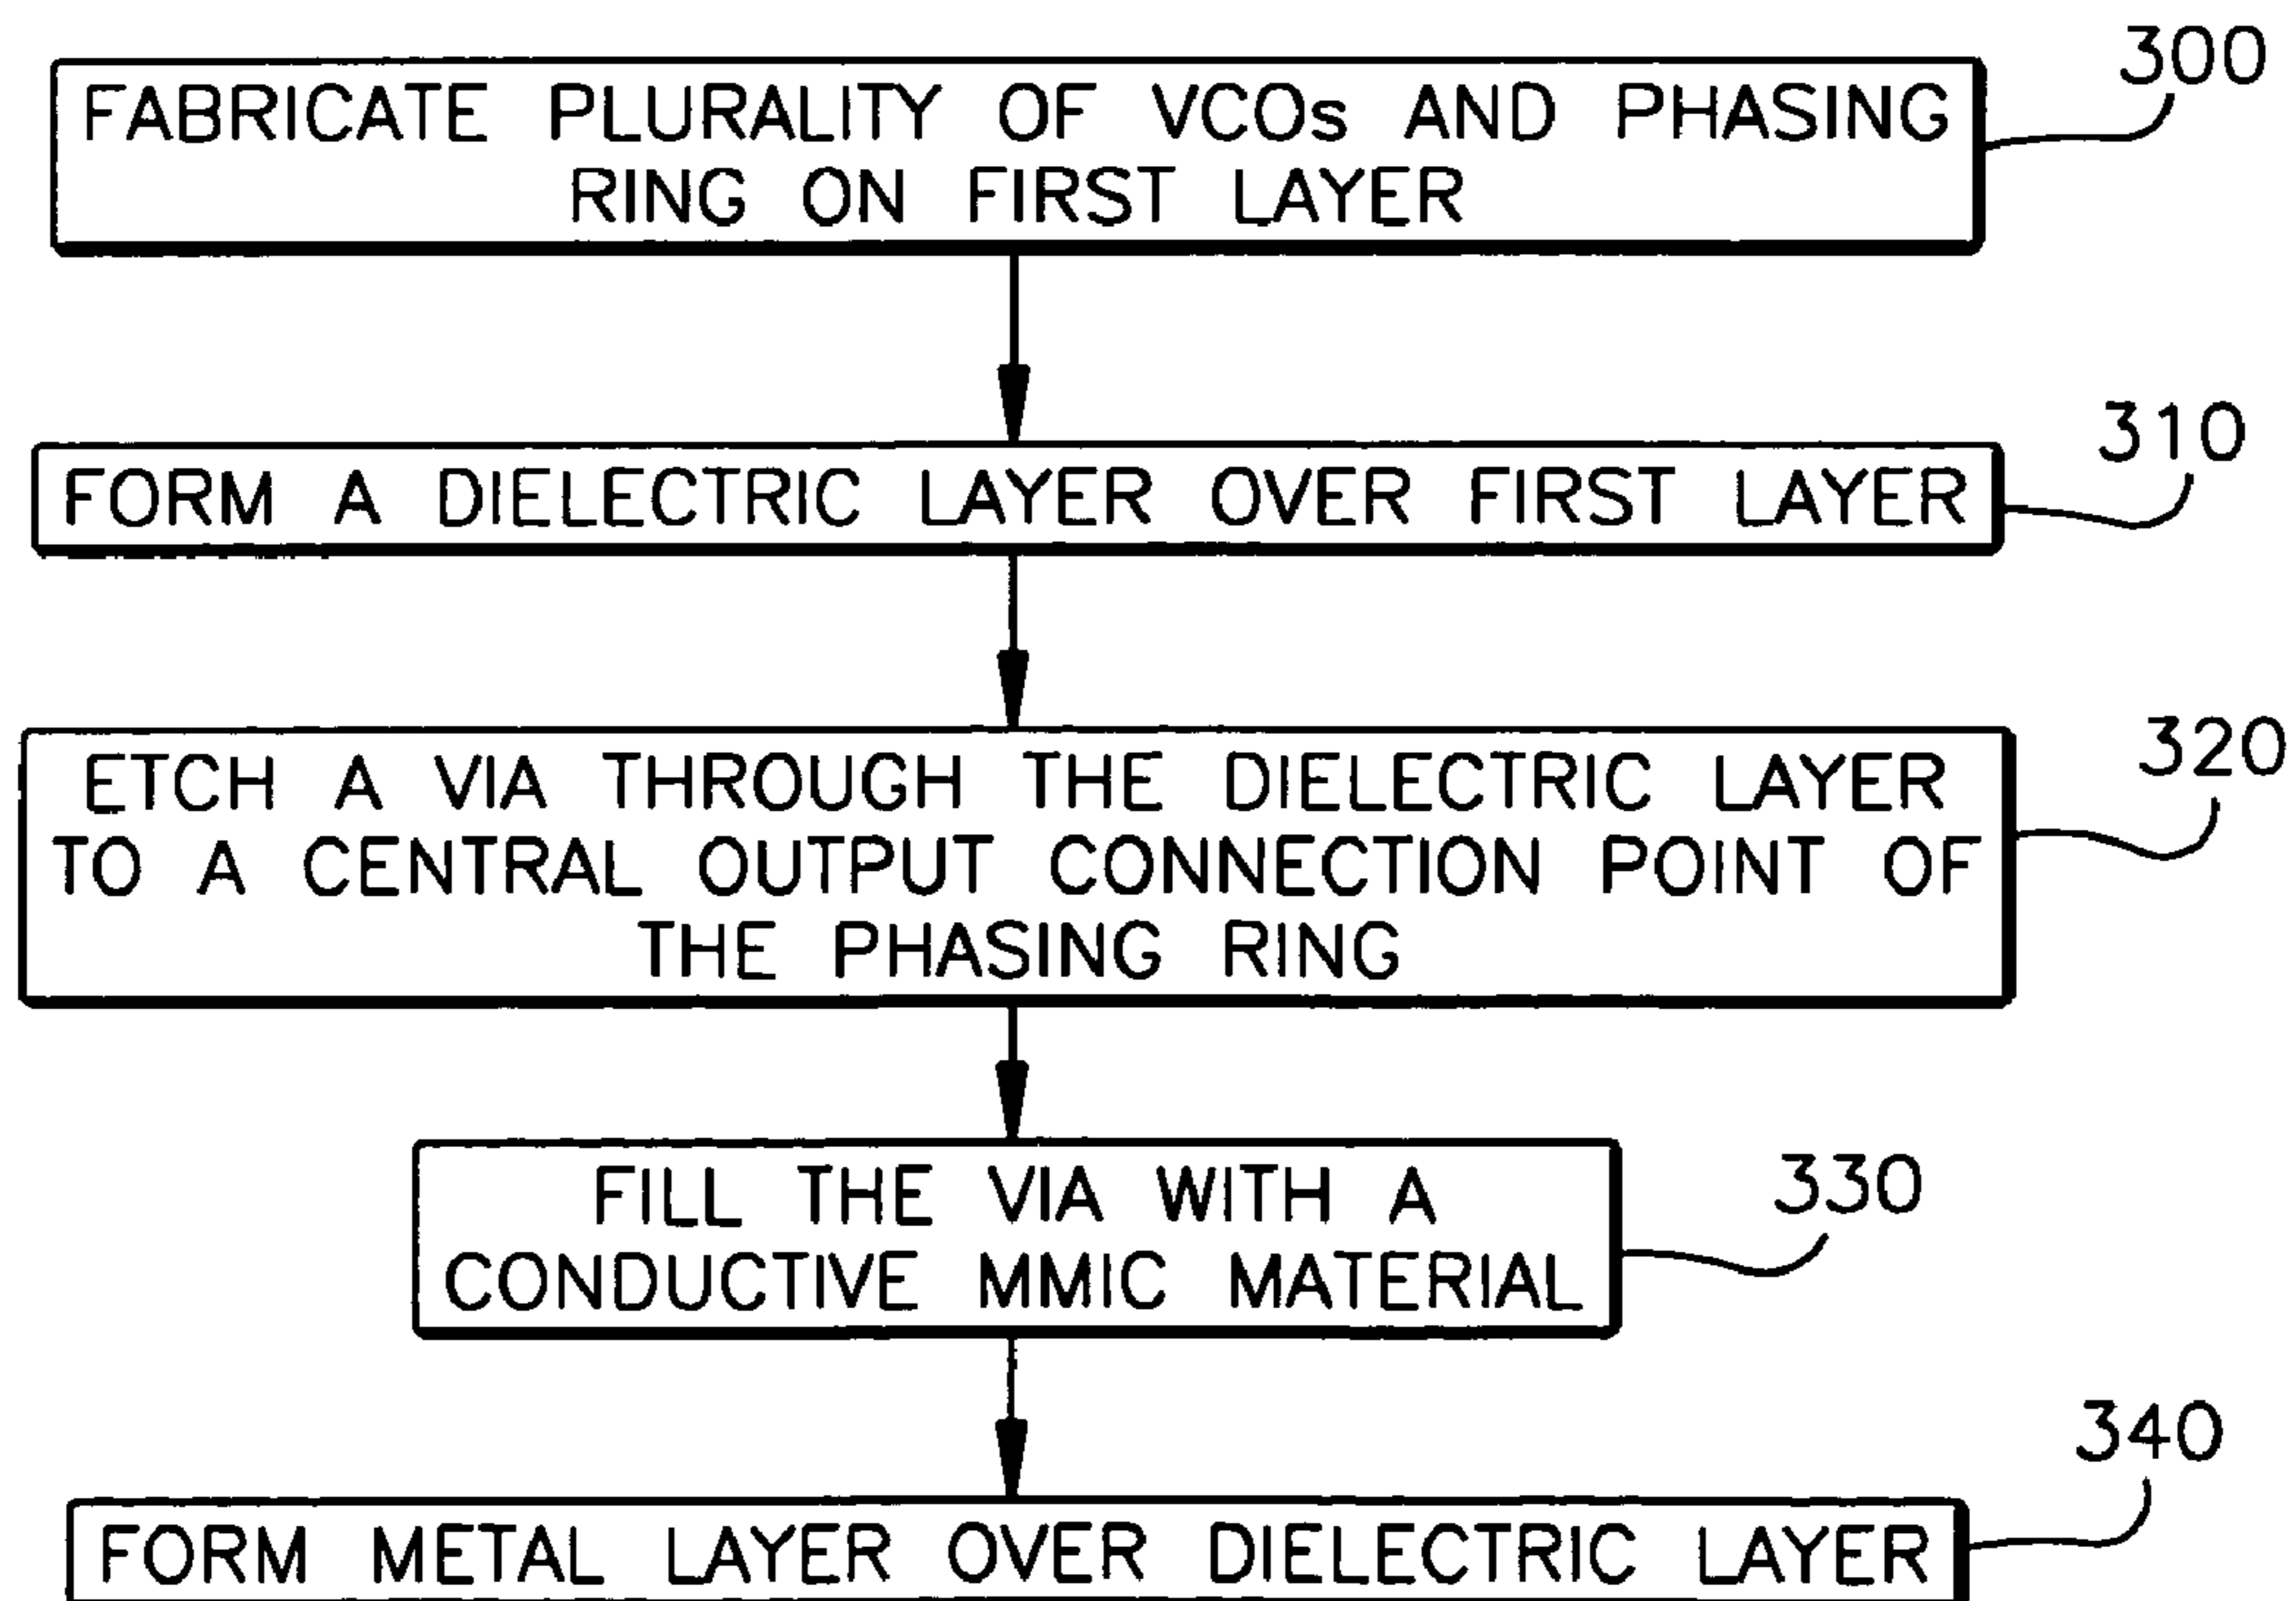 300
FABRICATE PLURALITY OF VCOs AND PHASING
RING ON FIRST LAYER
310
FORM A DIELECTRIC LAYER OVER FIRST LAYER
320
ETCH A VIA THROUGH THE DIELECTRIC LAYER
TO A CENTRAL OUTPUT CONNECTION POINT OF
THE PHASING RING
330
FILL THE VIA WITH A
CONDUCTIVE MMIC MATERIAL
340
FORM METAL LAYER OVER DIELECTRIC LAYER